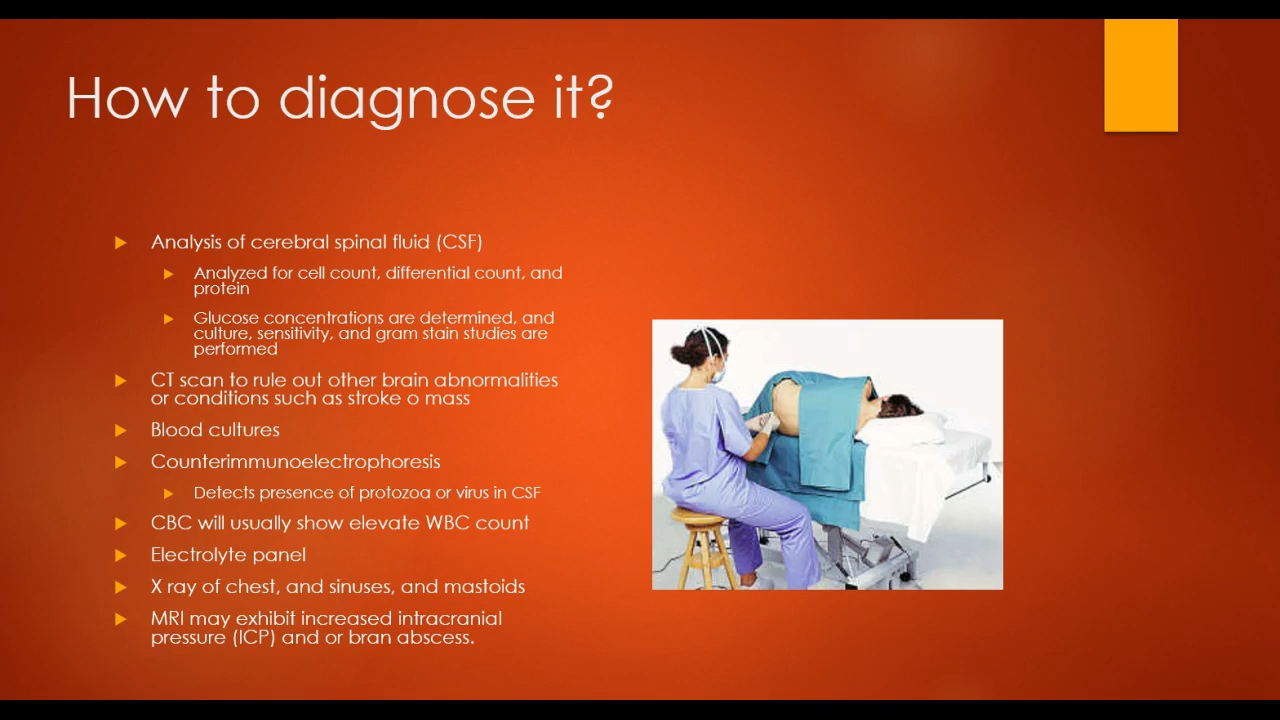 How to diagnose it?
Analysis of cerebral spinal fluid (CSF)
Analyzed for cell count, differential count, and
protein
Glucose concentrations are determined, and
culture, sensitivity, and gram stain studies are
performed
CT scan to rule out other brain abnormalities
or conditions such as stroke o mass
Blood cultures
Counterimmunoelectrophoresis
Detects presence of protozoa or virus in CSF
CBC will usually show elevate WBC count
Electrolyte panel
X ray of chest, and sinuses, and mastoids
MRI may exhibit increased intracranial
pressure (ICP) and or bran abscess.